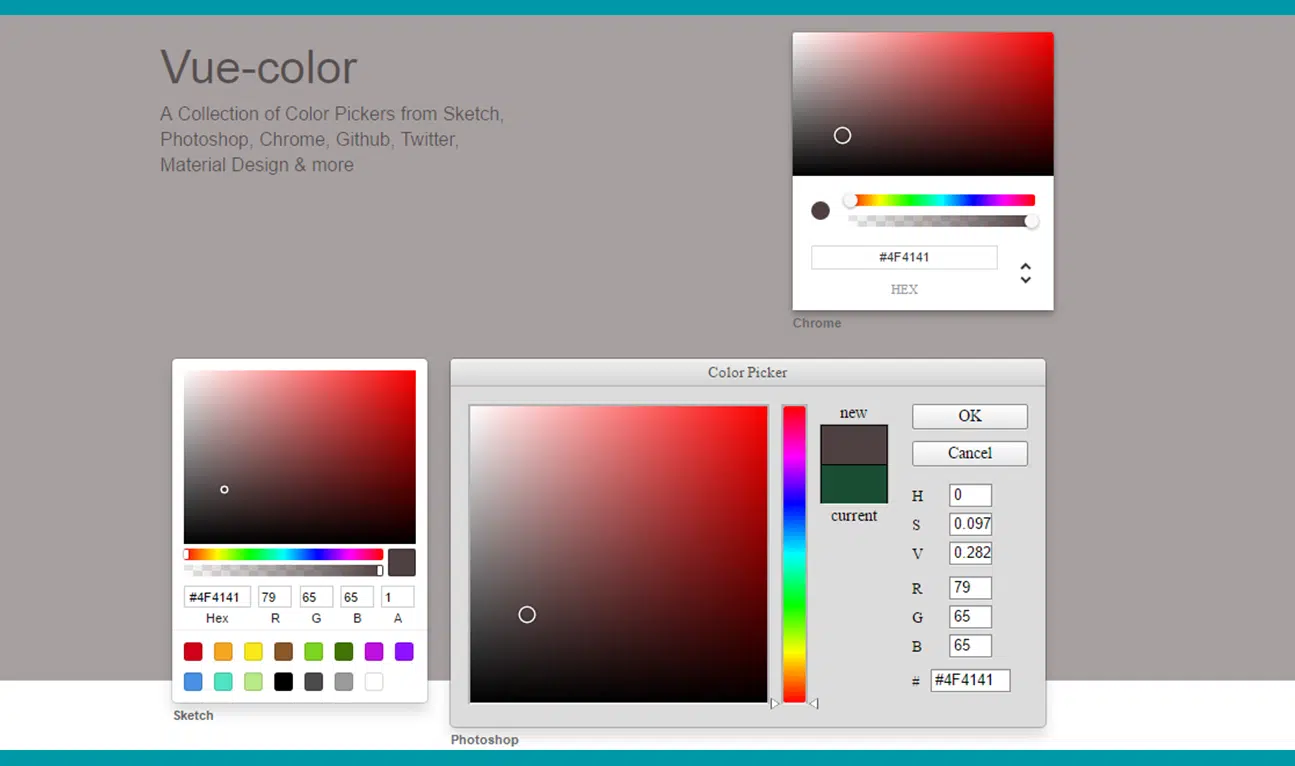 Vue-color
A Collection of Color Pickers from Sketch,
Photoshop, Chrome, Github, Twitter,
Material Design & more
#4F4141
HEX
Chrome
#4F4141 79 65 65 1
Hex R G B A
Sketch
Color Picker
new
current
OK
Cancel
H 0
S 0.097
V 0.282
R 79
G 65
B 65
# #4F4141
Photoshop